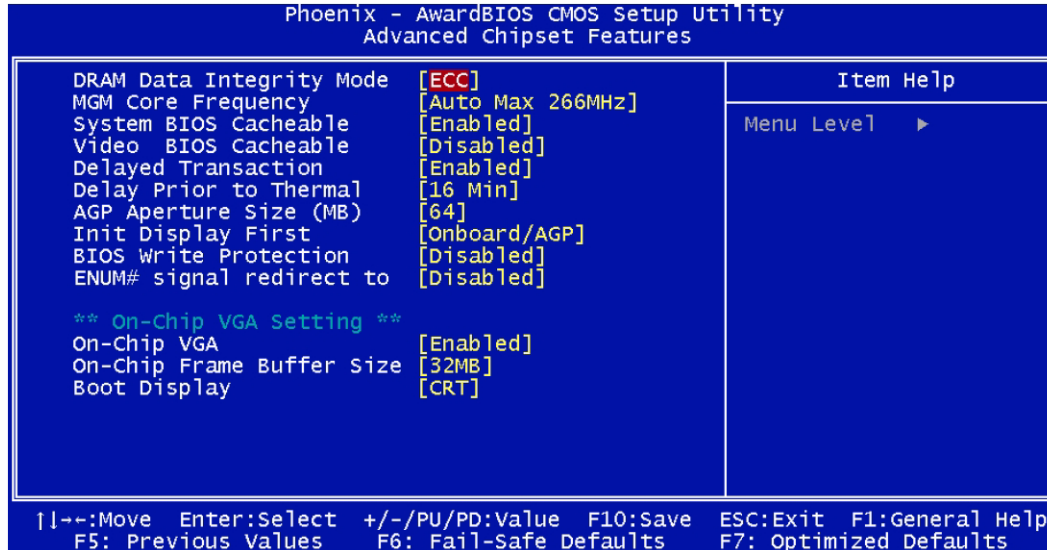 Phoenix - AwardBIOS CMOS Setup Utility
Advanced Chipset Features
DRAM Data Integrity Mode [ECC]
MGM Core Frequency [Auto Max 266MHz]
System BIOS Cacheable [Enabled]
Video BIOS Cacheable [Disabled]
Delayed Transaction [Enabled]
Delay Prior to Thermal [16 Min]
AGP Aperture Size (MB) [64]
Init Display First [Onboard/AGP]
BIOS Write Protection [Disabled]
ENUM# signal redirect to [Disabled]
** On-Chip VGA Setting **
On-Chip VGA [Enabled]
On-Chip Frame Buffer Size [32MB]
Boot Display [CRT]
Item Help
Menu Level ▶
↑↓→←:Move Enter:Select +/-/PU/PD:Value F10:Save ESC:Exit F1:General Help
F5: Previous Values F6: Fail-Safe Defaults F7: Optimized Defaults